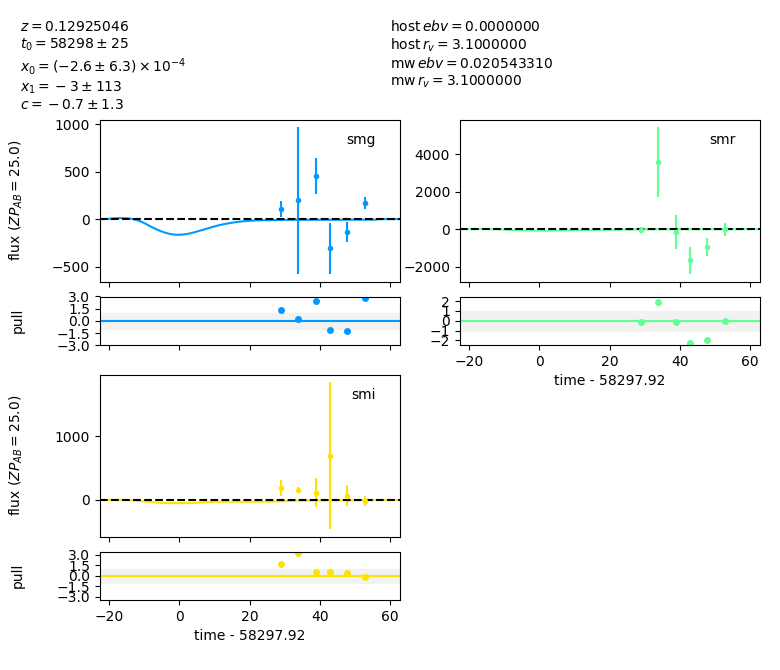 z = 0.12925046
t₀ = 58298 ± 25
x₀ = (−2.6 ± 6.3) × 10⁻⁴
x₁ = −3 ± 113
c = −0.7 ± 1.3
host ebv = 0.0000000
host r_v = 3.1000000
mw ebv = 0.020543310
mw r_v = 3.1000000
smg
flux (ZP_AB = 25.0)
1000
500
0
−500
smr
4000
2000
0
−2000
pull
3.0
1.5
0.0
−1.5
−3.0
2
1
0
−1
−2
−20 0 20 40 60
time - 58297.92
smi
flux (ZP_AB = 25.0)
1000
0
pull
3.0
1.5
0.0
−1.5
−3.0
−20 0 20 40 60
time - 58297.92